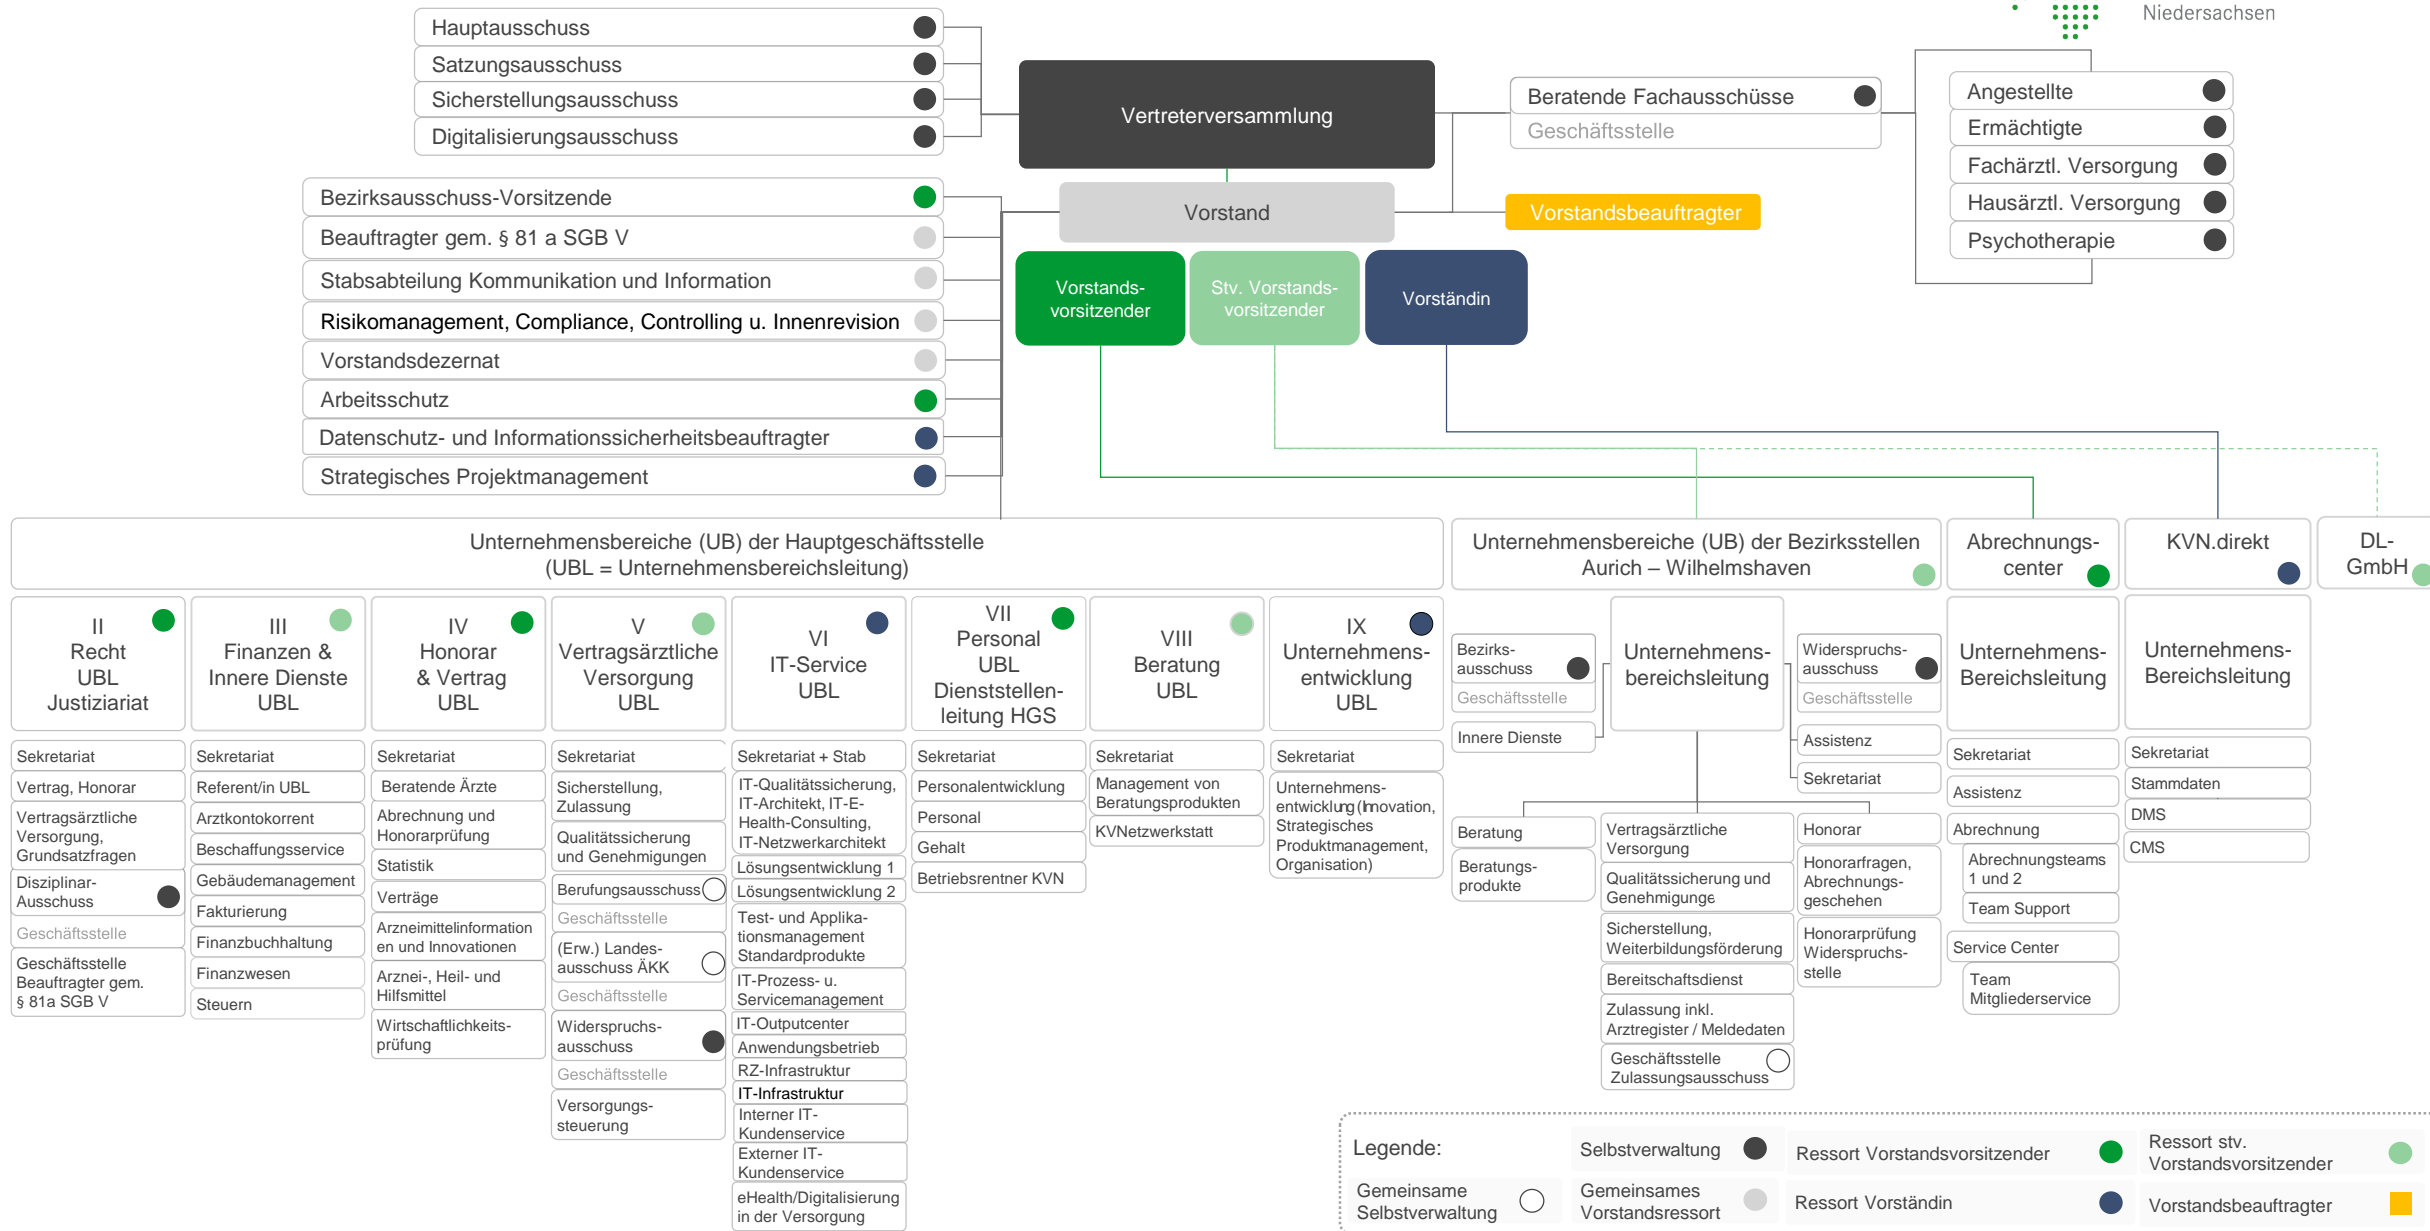 Niedersachsen
Hauptausschuss
Satzungsausschuss
Sicherstellungsausschuss
Digitalisierungsausschuss
Vertreterversammlung
Beratende Fachausschüsse
Geschäftsstelle
Angestellte
Ermächtigte
Fachärztl. Versorgung
Hausärztl. Versorgung
Psychotherapie
Bezirksausschuss-Vorsitzende
Beauftragter gem. § 81 a SGB V
Stabsabteilung Kommunikation und Information
Risikomanagement, Compliance, Controlling u. Innenrevision
Vorstandsdezernat
Arbeitsschutz
Datenschutz- und Informationssicherheitsbeauftragter
Strategisches Projektmanagement
Vorstand
Vorstandsbeauftragter
Vorstands-
vorsitzender
Stv. Vorstands-
vorsitzender
Vorständin
Unternehmensbereiche (UB) der Hauptgeschäftsstelle
(UBL = Unternehmensbereichsleitung)
Unternehmensbereiche (UB) der Bezirksstellen
Aurich – Wilhelmshaven
Abrechnungs-
center
KVN.direkt
DL-
GmbH
II
Recht
UBL
Justiziariat
Sekretariat
Vertrag, Honorar
Vertragsärztliche
Versorgung,
Grundsatzfragen
Disziplinar-
Ausschuss
Geschäftsstelle
Geschäftsstelle
Beauftragter gem.
§ 81a SGB V
III
Finanzen &
Innere Dienste
UBL
Sekretariat
Referent/in UBL
Arztkontokorrent
Beschaffungsservice
Gebäudemanagement
Fakturierung
Finanzbuchhaltung
Finanzwesen
Steuern
IV
Honorar
& Vertrag
UBL
Sekretariat
Beratende Ärzte
Abrechnung und
Honorarprüfung
Statistik
Verträge
Arzneimittelinformation
en und Innovationen
Arznei-, Heil- und
Hilfsmittel
Wirtschaftlichkeits-
prüfung
V
Vertragsärztliche
Versorgung
UBL
Sekretariat
Sicherstellung,
Zulassung
Qualitätssicherung
und Genehmigungen
Berufungsausschuss
Geschäftsstelle
(Erw.) Landes-
ausschuss ÄKK
Geschäftsstelle
Widerspruchs-
ausschuss
Geschäftsstelle
Versorgungs-
steuerung
VI
IT-Service
UBL
Sekretariat + Stab
IT-Qualitätssicherung,
IT-Architekt, IT-E-
Health-Consulting,
IT-Netzwerkarchitekt
Lösungsentwicklung 1
Lösungsentwicklung 2
Test- und Applika-
tionsmanagement
Standardprodukte
IT-Prozess- u.
Servicemanagement
IT-Outputcenter
Anwendungsbetrieb
RZ-Infrastruktur
IT-Infrastruktur
Interner IT-
Kundenservice
Externer IT-
Kundenservice
eHealth/Digitalisierung
in der Versorgung
VII
Personal
UBL
Dienststellen-
leitung HGS
Sekretariat
Personalentwicklung
Personal
Gehalt
Betriebsrentner KVN
VIII
Beratung
UBL
Sekretariat
Management von
Beratungsprodukten
KVNetzwerkstatt
IX
Unternehmens-
entwicklung
UBL
Sekretariat
Unternehmens-
entwicklung (Innovation,
Strategisches
Produktmanagement,
Organisation)
Bezirks-
ausschuss
Geschäftsstelle
Innere Dienste
Unternehmens-
bereichsleitung
Widerspruchs-
ausschuss
Geschäftsstelle
Assistenz
Sekretariat
Beratung
Beratungs-
produkte
Vertragsärztliche
Versorgung
Qualitätssicherung und
Genehmigunge
Sicherstellung,
Weiterbildungsförderung
Bereitschaftsdienst
Zulassung inkl.
Arztregister / Meldedaten
Geschäftsstelle
Zulassungsausschuss
Honorar
Honorarfragen,
Abrechnungs-
geschehen
Honorarprüfung
Widerspruchs-
stelle
Unternehmens-
Bereichsleitung
Sekretariat
Assistenz
Abrechnung
Abrechnungsteams
1 und 2
Team Support
Service Center
Team
Mitgliederservice
Unternehmens-
Bereichsleitung
Sekretariat
Stammdaten
DMS
CMS
Legende:
Selbstverwaltung
Ressort Vorstandsvorsitzender
Ressort stv.
Vorstandsvorsitzender
Gemeinsame
Selbstverwaltung
Gemeinsames
Vorstandsressort
Ressort Vorständin
Vorstandsbeauftragter